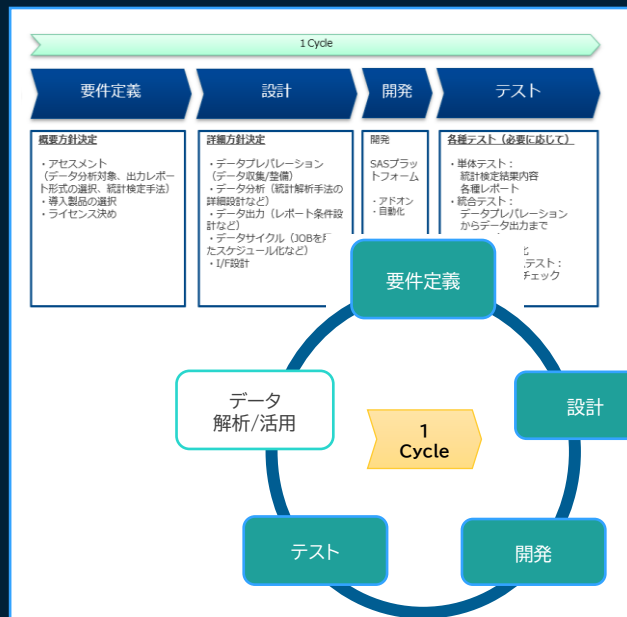 1 Cycle
要件定義
設計
開発
テスト
概要方針決定
・アセスメント
（データ分析対象、出力レポー
ト形式の選択、統計検定手法）
・導入製品の選択
・ライセンス決め
詳細方針決定
・データプレパレーション
（データ収集/整備）
・データ分析（統計解析手法の
詳細設計など）
・データ出力（レポート条件設
計など）
・データサイクル（JOBを
たスケジュール化など）
・I/F設計
開発
SASプラッ
トフォーム
・アドオン
・自動化
各種テスト（必要に応じて）
・単体テスト：
統計検定結果内容
各種レポート
・統合テスト：
データプレパレーション
からデータ出力まで
テスト：
チェック
要件定義
データ
解析/活用
設計
1
Cycle
テスト
開発